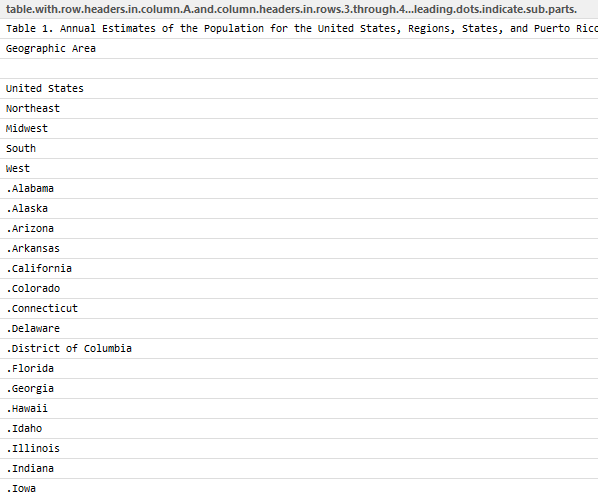 table.with.row.headers.in.column.A.and.column.headers.in.rows.3.through.4...leading.dots.indicate.sub.parts.
Table 1. Annual Estimates of the Population for the United States, Regions, States, and Puerto Rico
Geographic Area
United States
Northeast
Midwest
South
West
.Alabama
.Alaska
.Arizona
.Arkansas
.California
.Colorado
.Connecticut
.Delaware
.District of Columbia
.Florida
.Georgia
.Hawaii
.Idaho
.Illinois
.Indiana
.Iowa